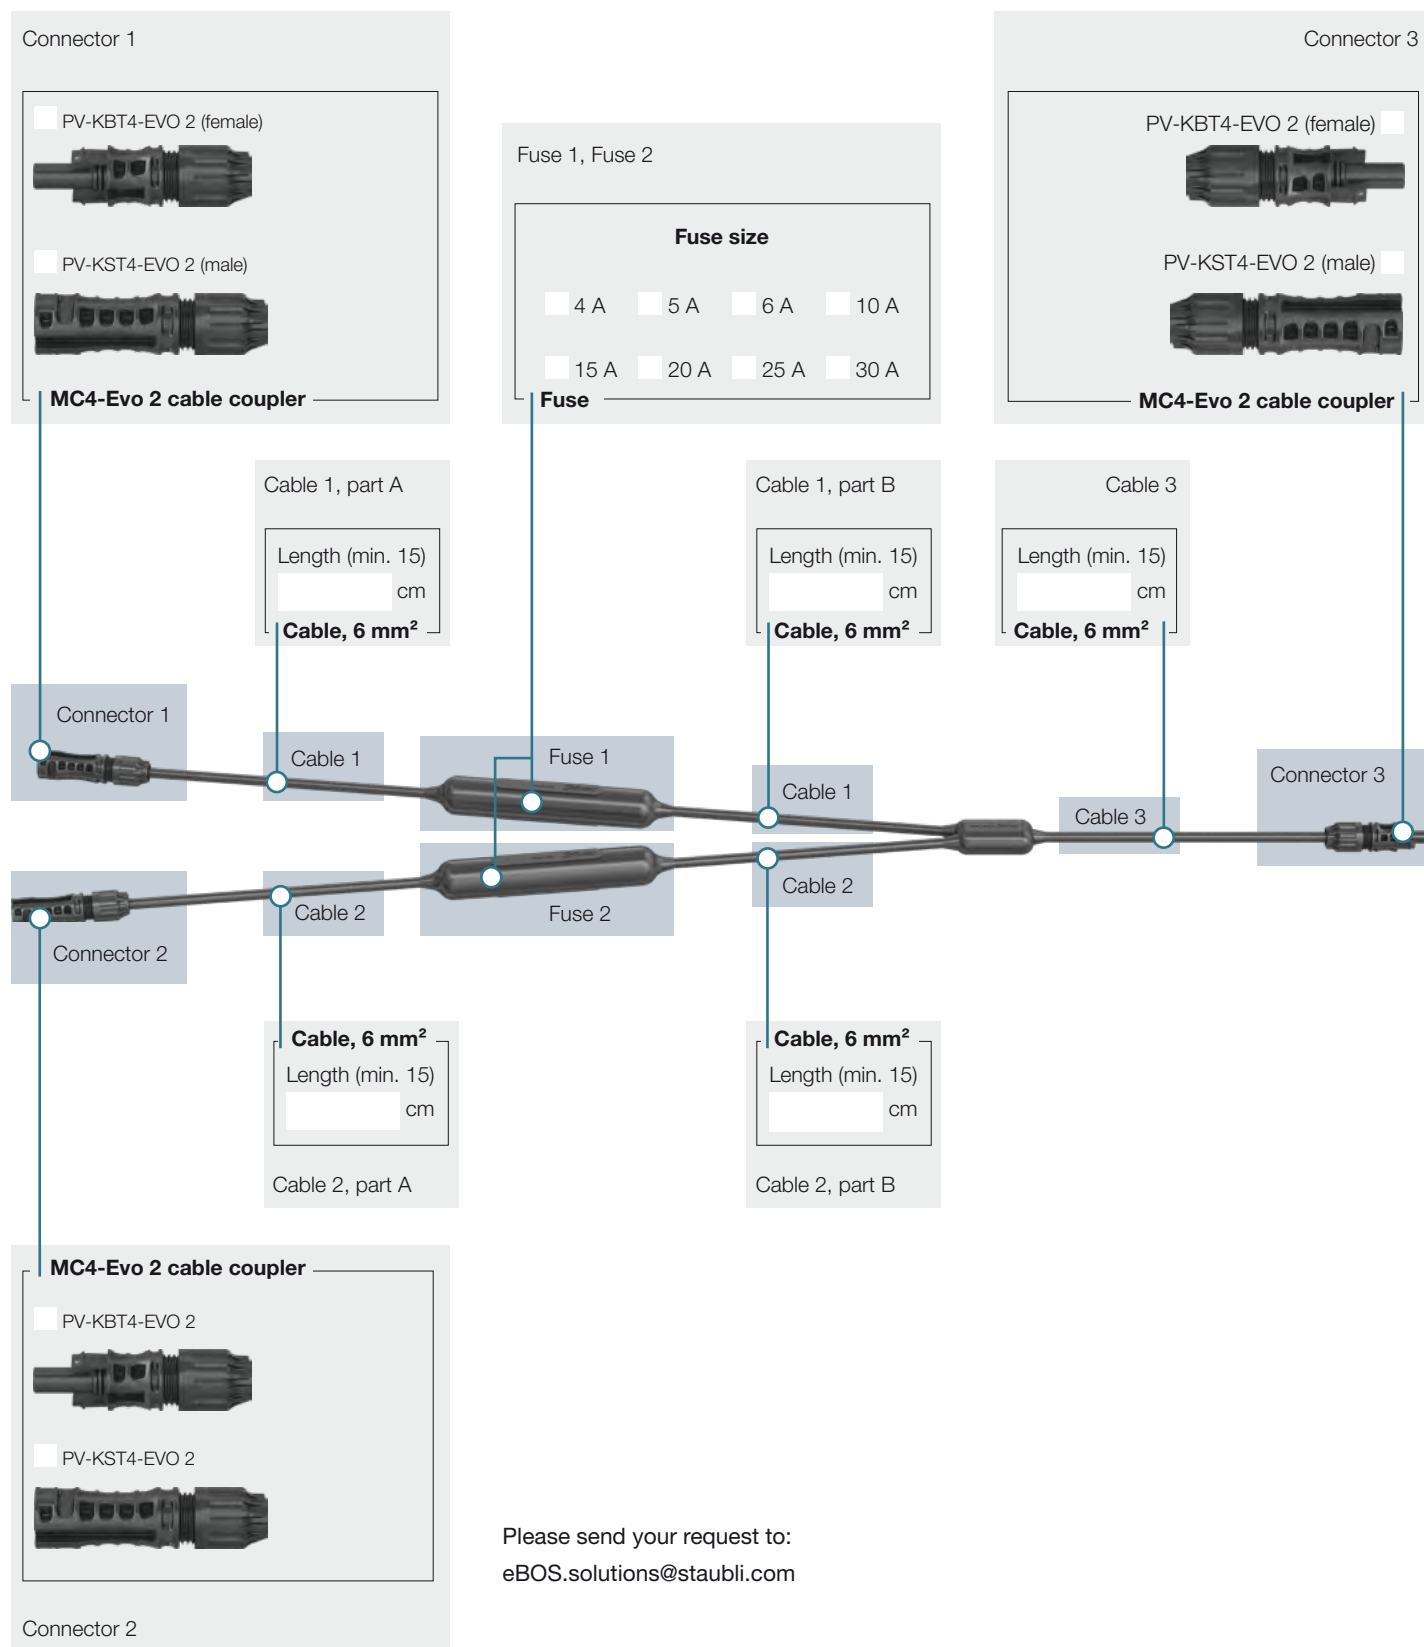 Connector 1
PV-KBT4-EVO 2 (female)
PV-KST4-EVO 2 (male)
MC4-Evo 2 cable coupler
Fuse 1, Fuse 2
Fuse size
4 A 5 A 6 A 10 A
15 A 20 A 25 A 30 A
Fuse
Connector 3
PV-KBT4-EVO 2 (female)
PV-KST4-EVO 2 (male)
MC4-Evo 2 cable coupler
Cable 1, part A
Length (min. 15)
cm
Cable, 6 mm²
Cable 1, part B
Length (min. 15)
cm
Cable, 6 mm²
Cable 3
Length (min. 15)
cm
Cable, 6 mm²
Connector 1
Cable 1
Fuse 1
Cable 1
Cable 3
Connector 3
Connector 2
Cable 2
Fuse 2
Cable 2
Cable, 6 mm²
Length (min. 15)
cm
Cable 2, part A
Cable, 6 mm²
Length (min. 15)
cm
Cable 2, part B
MC4-Evo 2 cable coupler
PV-KBT4-EVO 2
PV-KST4-EVO 2
Connector 2
Please send your request to:
eBOS.solutions@staubli.com